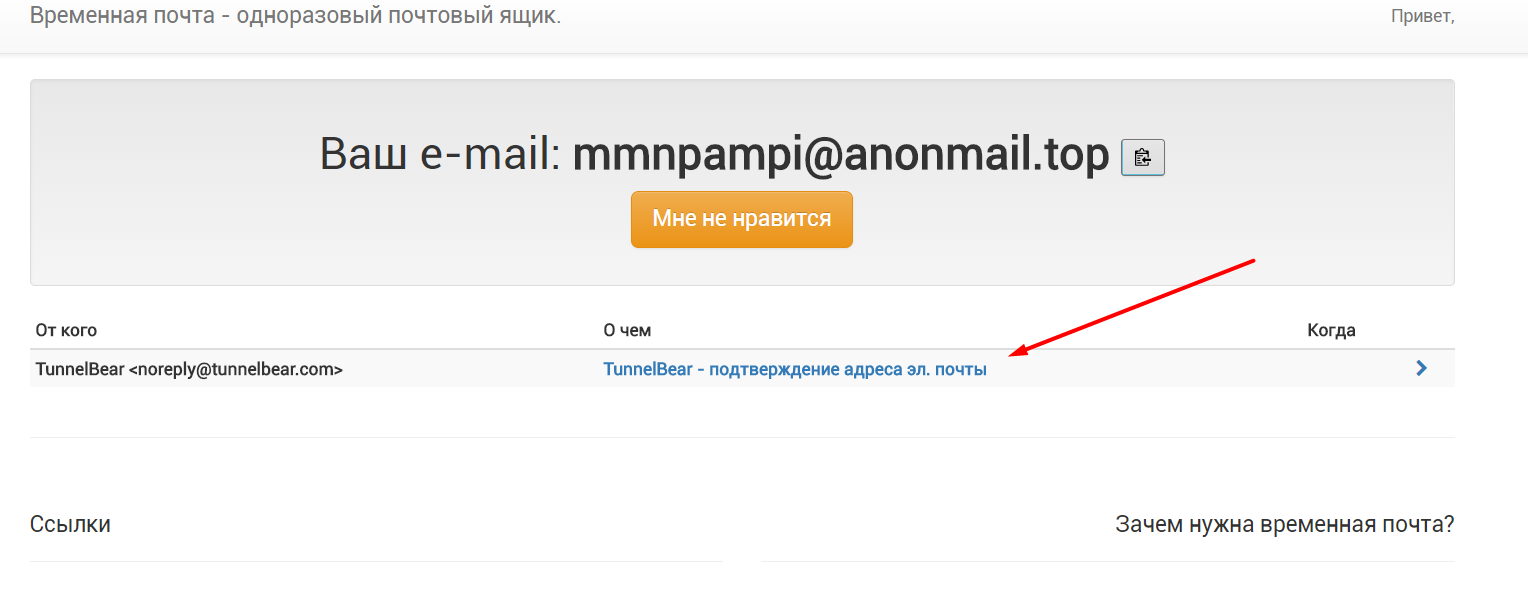 Временная почта - одноразовый почтовый ящик. Привет,
Ваш e-mail: mmnpampi@anonmail.top
Мне не нравится
От кого О чем Когда
TunnelBear <noreply@tunnelbear.com> TunnelBear - подтверждение адреса эл. почты
Ссылки Зачем нужна временная почта?